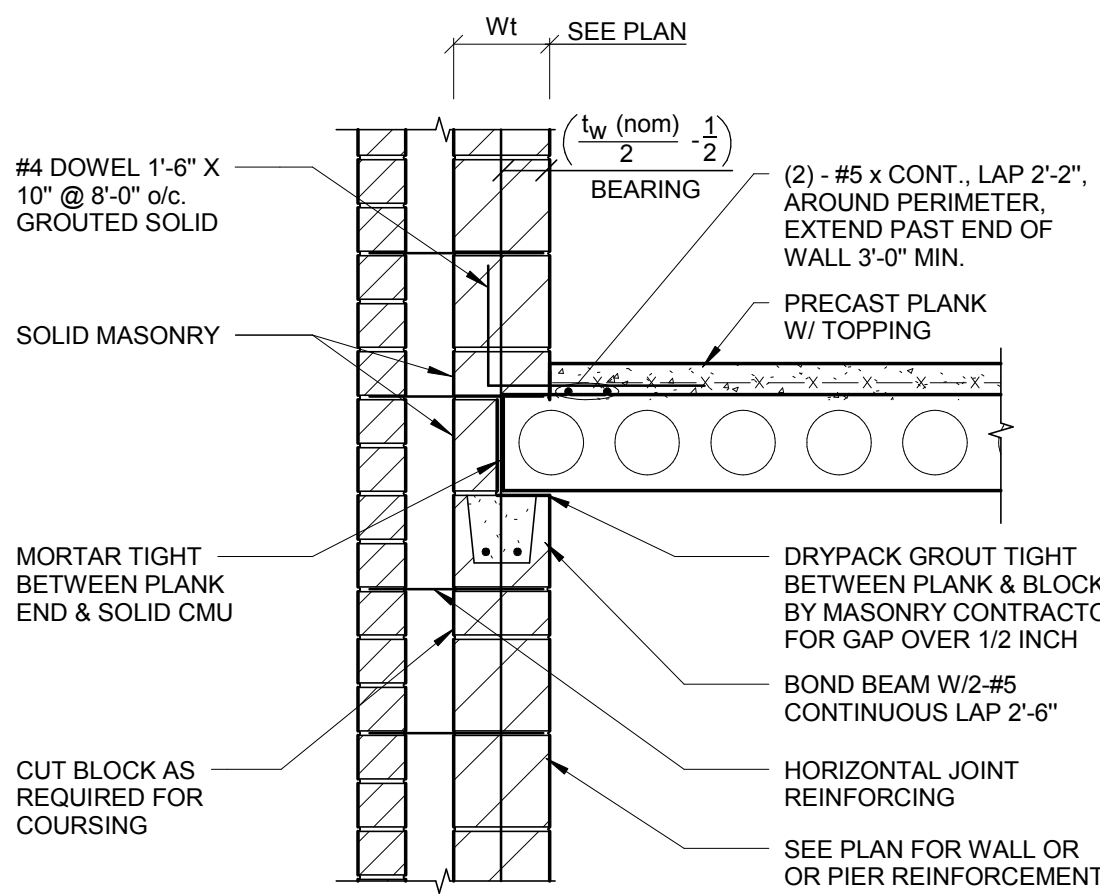 Wt
SEE PLAN
(tw (nom)/2 - 1/2)
BEARING
#4 DOWEL 1'-6" X
10" @ 8'-0" o/c.
GROUTED SOLID
(2) - #5 x CONT., LAP 2'-2",
AROUND PERIMETER,
EXTEND PAST END OF
WALL 3'-0" MIN.
SOLID MASONRY
PRECAST PLANK
W/ TOPPING
X X X X X
MORTAR TIGHT
BETWEEN PLANK
END & SOLID CMU
DRYPACK GROUT TIGHT
BETWEEN PLANK & BLOCK
BY MASONRY CONTRACTO
FOR GAP OVER 1/2 INCH
BOND BEAM W/2-#5
CONTINUOUS LAP 2'-6"
CUT BLOCK AS
REQUIRED FOR
COURSING
HORIZONTAL JOINT
REINFORCING
SEE PLAN FOR WALL OR
OR PIER REINFORCEMENT